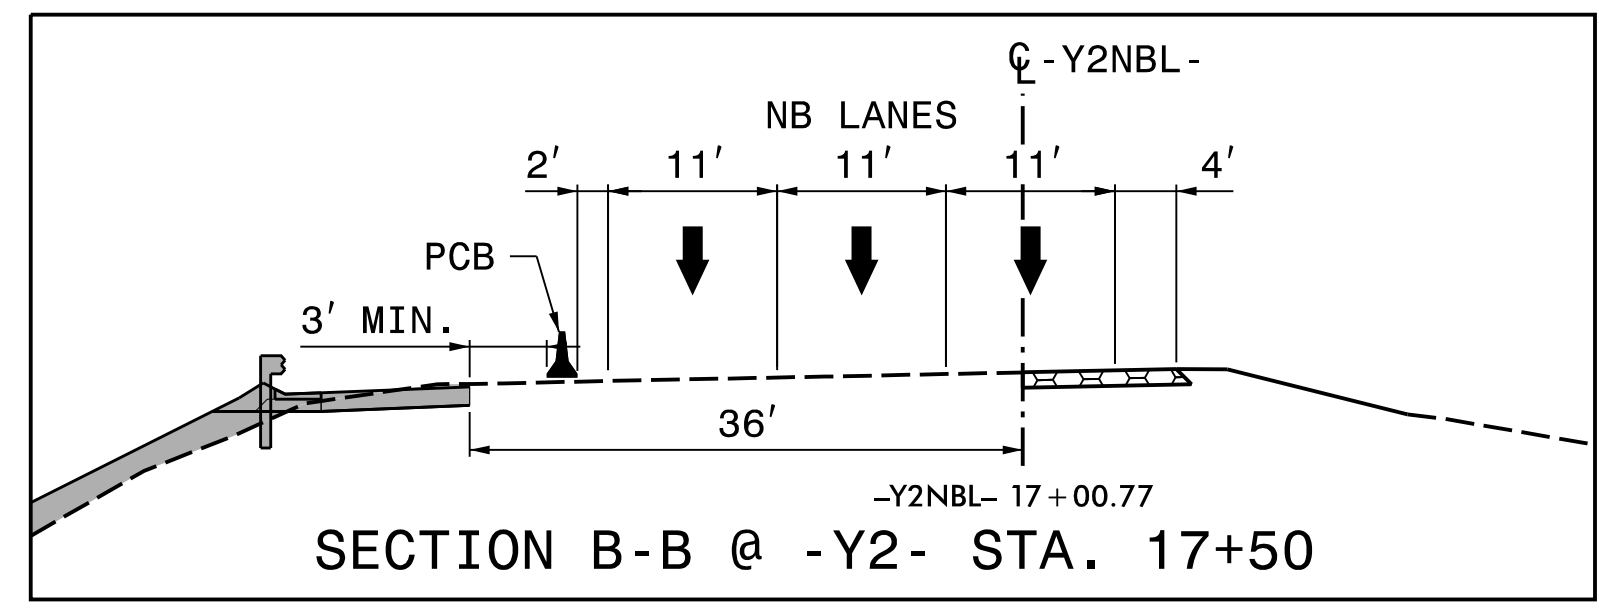 ℄ -Y2NBL-
NB LANES
2' 11' 11' 11' 4'
PCB
3' MIN.
36'
-Y2NBL- 17+00.77
SECTION B-B @ -Y2- STA. 17+50